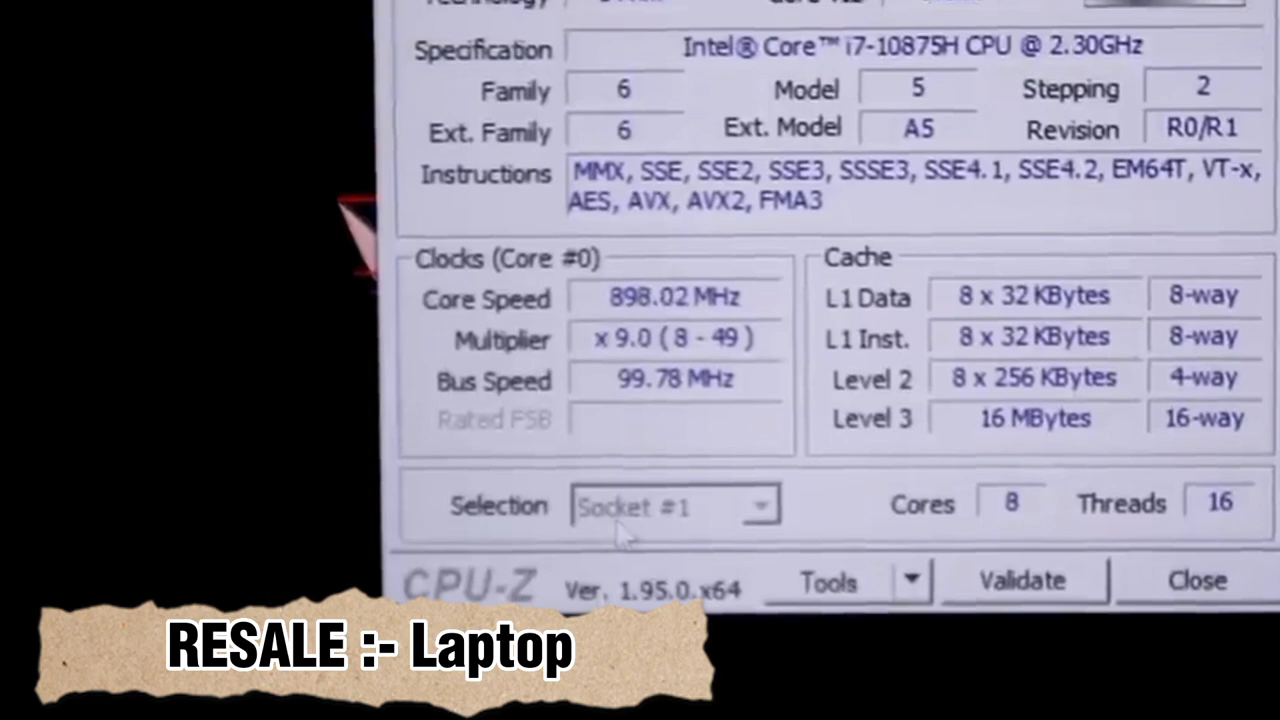 Technology
Specification Intel® Core™ i7-10875H CPU @ 2.30GHz
Family 6 Model 5 Stepping 2
Ext. Family 6 Ext. Model A5 Revision R0/R1
Instructions MMX, SSE, SSE2, SSE3, SSSE3, SSE4.1, SSE4.2, EM64T, VT-x,
AES, AVX, AVX2, FMA3
Clocks (Core #0) Cache
Core Speed 898.02 MHz L1 Data 8 x 32 KBytes 8-way
Multiplier x 9.0 ( 8 - 49 ) L1 Inst. 8 x 32 KBytes 8-way
Bus Speed 99.78 MHz Level 2 8 x 256 KBytes 4-way
Rated FSB Level 3 16 MBytes 16-way
Selection Socket #1 Cores 8 Threads 16
CPU-Z Ver. 1.95.0.x64 Tools Validate Close
RESALE :- Laptop